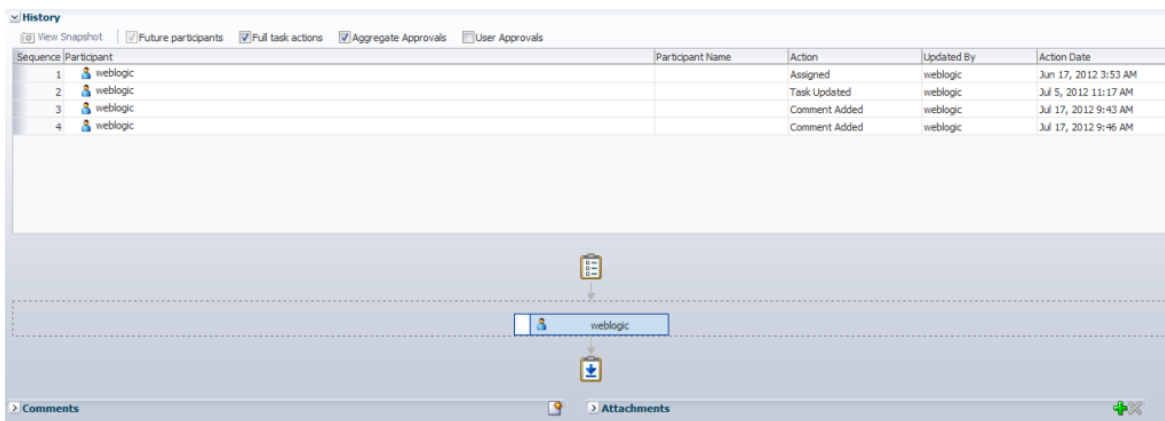 History
View Snapshot Future participants Full task actions Aggregate Approvals User Approvals
Sequence Participant Participant Name Action Updated By Action Date
1 weblogic Assigned weblogic Jun 17, 2012 3:53 AM
2 weblogic Task Updated weblogic Jul 5, 2012 11:17 AM
3 weblogic Comment Added weblogic Jul 17, 2012 9:43 AM
4 weblogic Comment Added weblogic Jul 17, 2012 9:46 AM
weblogic
Comments Attachments